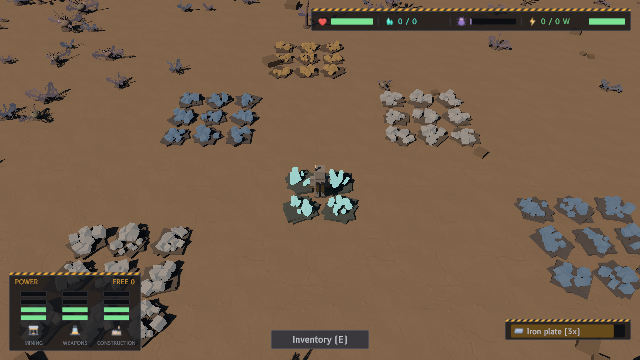 0 / 0
0 / 0 W
POWER
FREE 0
MINING
WEAPONS
CONSTRUCTION
Inventory [E]
Iron plate [3x]